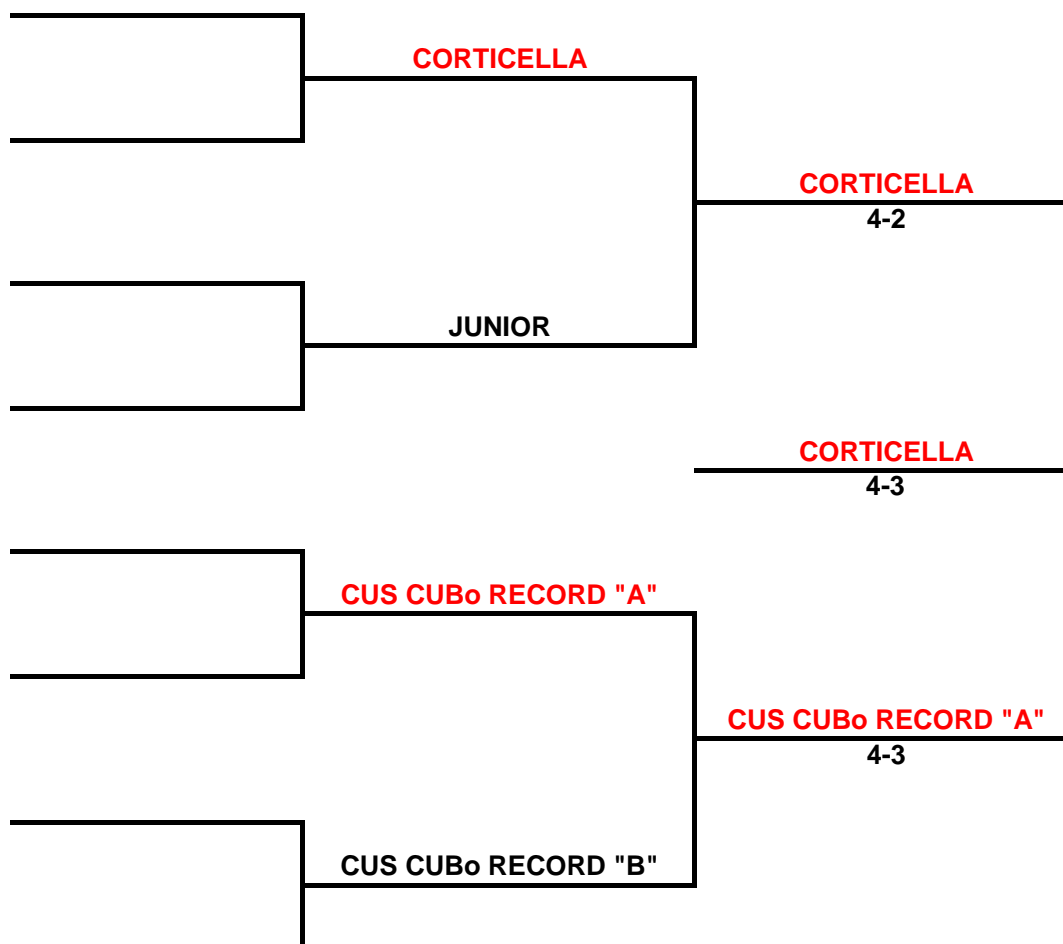 CORTICELLA
CORTICELLA
4-2
JUNIOR
CORTICELLA
4-3
CUS CUBo RECORD "A"
CUS CUBo RECORD "A"
4-3
CUS CUBo RECORD "B"